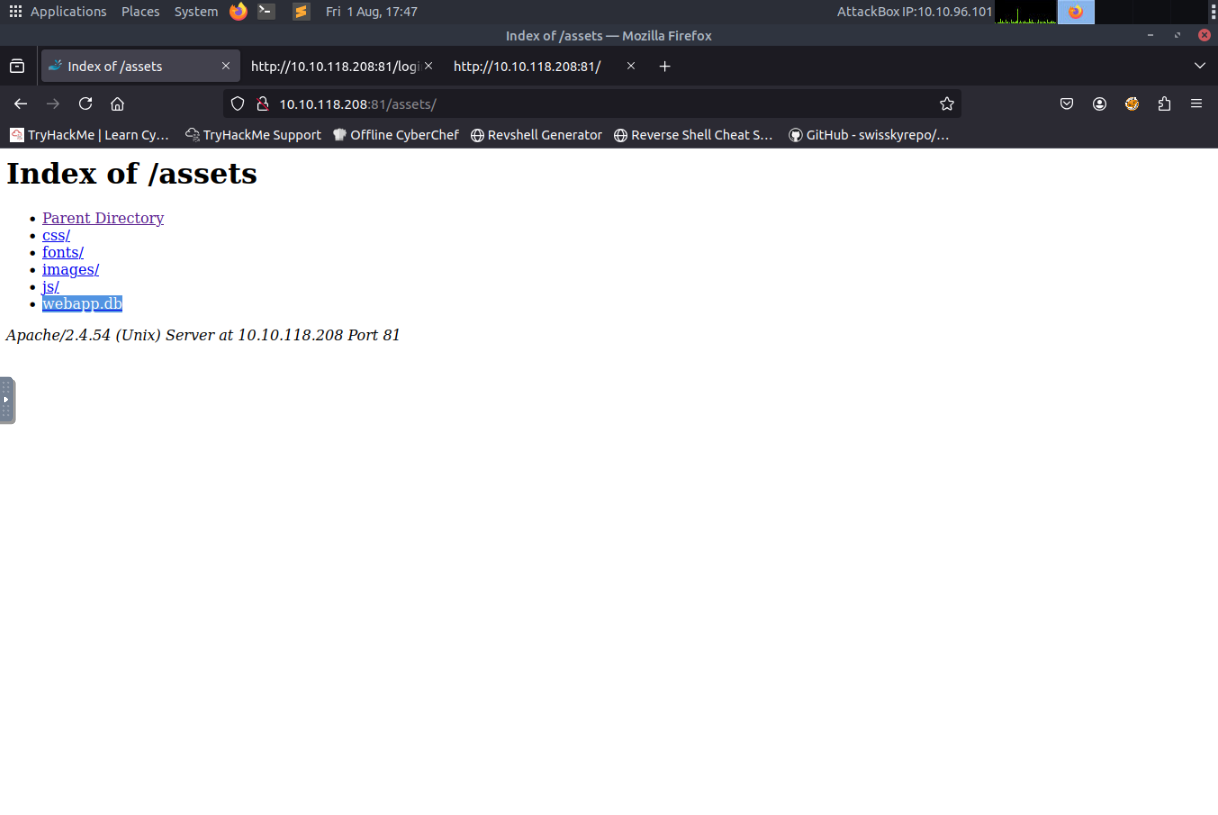 Applications Places System Fri 1 Aug, 17:47 AttackBox IP:10.10.96.101
Index of /assets — Mozilla Firefox
Index of /assets http://10.10.118.208:81/logi http://10.10.118.208:81/
10.10.118.208:81/assets/
TryHackMe | Learn Cy… TryHackMe Support Offline CyberChef Revshell Generator Reverse Shell Cheat S… GitHub - swisskyrepo/…
Index of /assets
Parent Directory
css/
fonts/
images/
js/
webapp.db
Apache/2.4.54 (Unix) Server at 10.10.118.208 Port 81